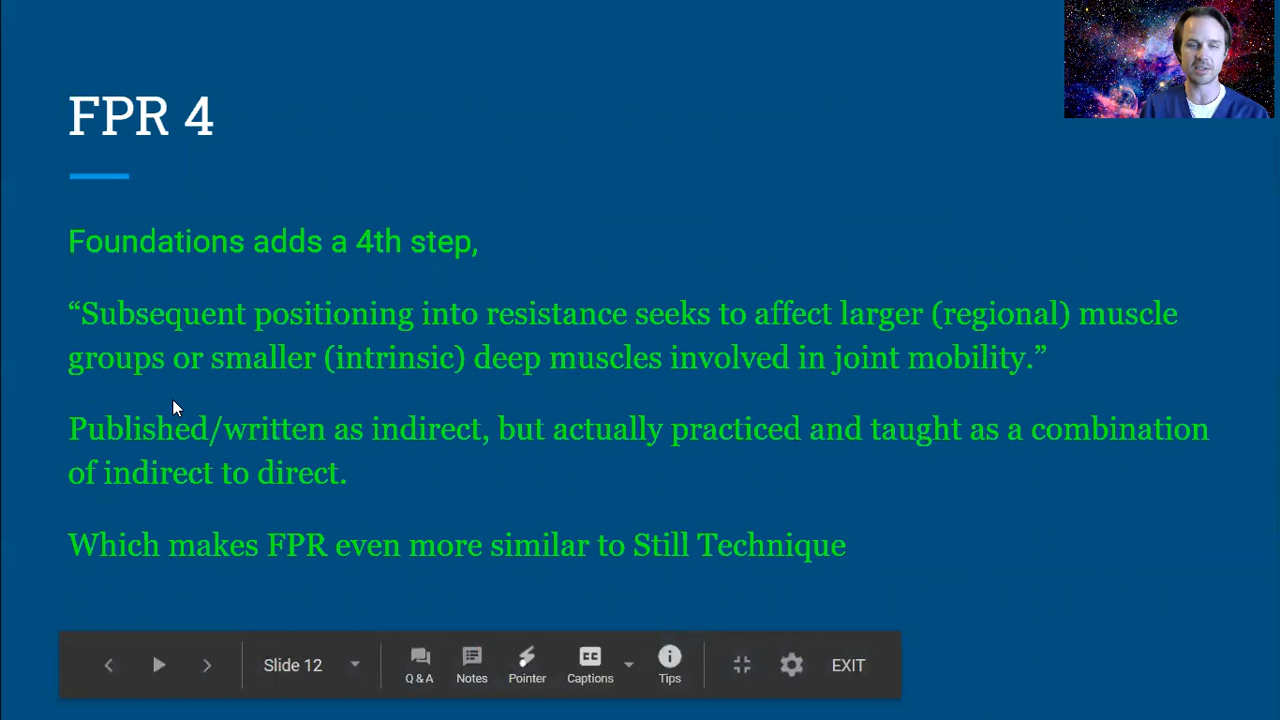 FPR 4
Foundations adds a 4th step,
“Subsequent positioning into resistance seeks to affect larger (regional) muscle
groups or smaller (intrinsic) deep muscles involved in joint mobility.”
Published/written as indirect, but actually practiced and taught as a combination
of indirect to direct.
Which makes FPR even more similar to Still Technique
Slide 12
Q & A
Notes
Pointer
CC
Captions
Tips
EXIT